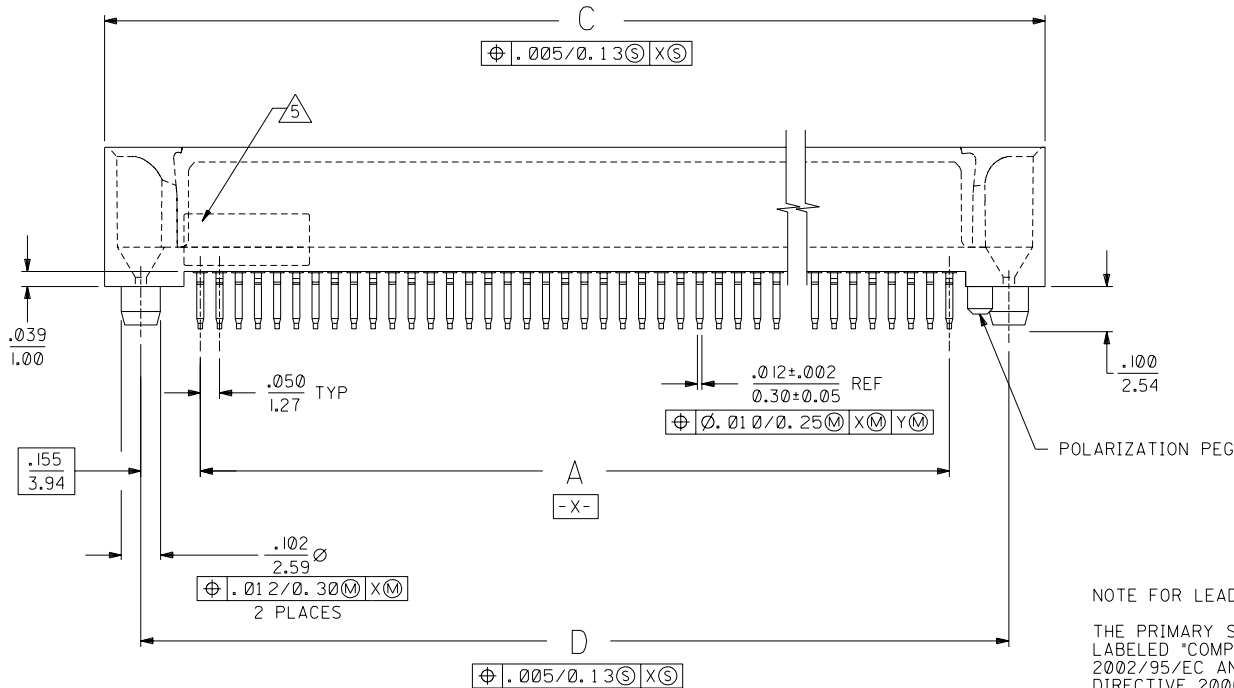 C
⌖ .005/0.13Ⓢ XⓈ
5
.039
1.00
.050
1.27 TYP
.012±.002
0.30±0.05 REF
⌖ Ø.010/0.25Ⓜ XⓂ YⓂ
.100
2.54
POLARIZATION PEG
.155
3.94
A
-X-
.102
2.59 Ø
⌖ .012/0.30Ⓜ XⓂ
2 PLACES
D
⌖ .005/0.13Ⓢ XⓈ
NOTE FOR LEAD
THE PRIMARY S
LABELED "COMP
2002/95/EC AN
DIRECTIVE 200